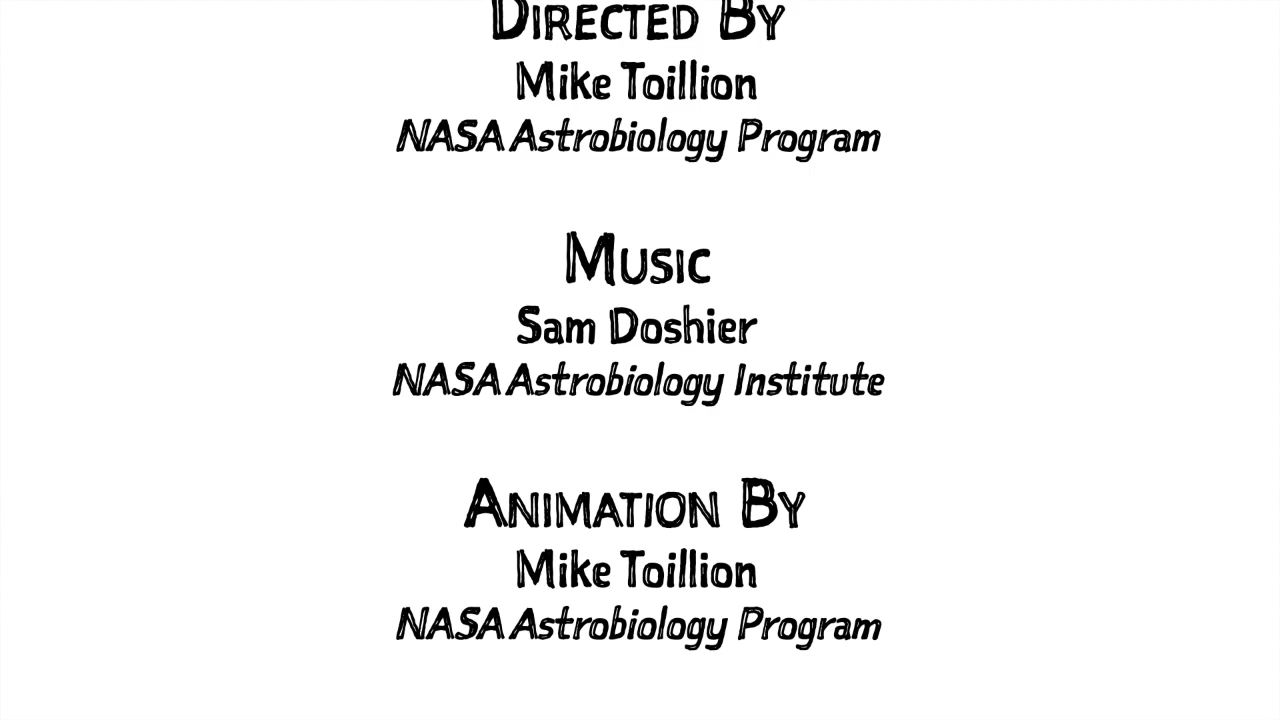 Directed By
Mike Toillion
NASA Astrobiology Program
Music
Sam Doshier
NASA Astrobiology Institute
Animation By
Mike Toillion
NASA Astrobiology Program